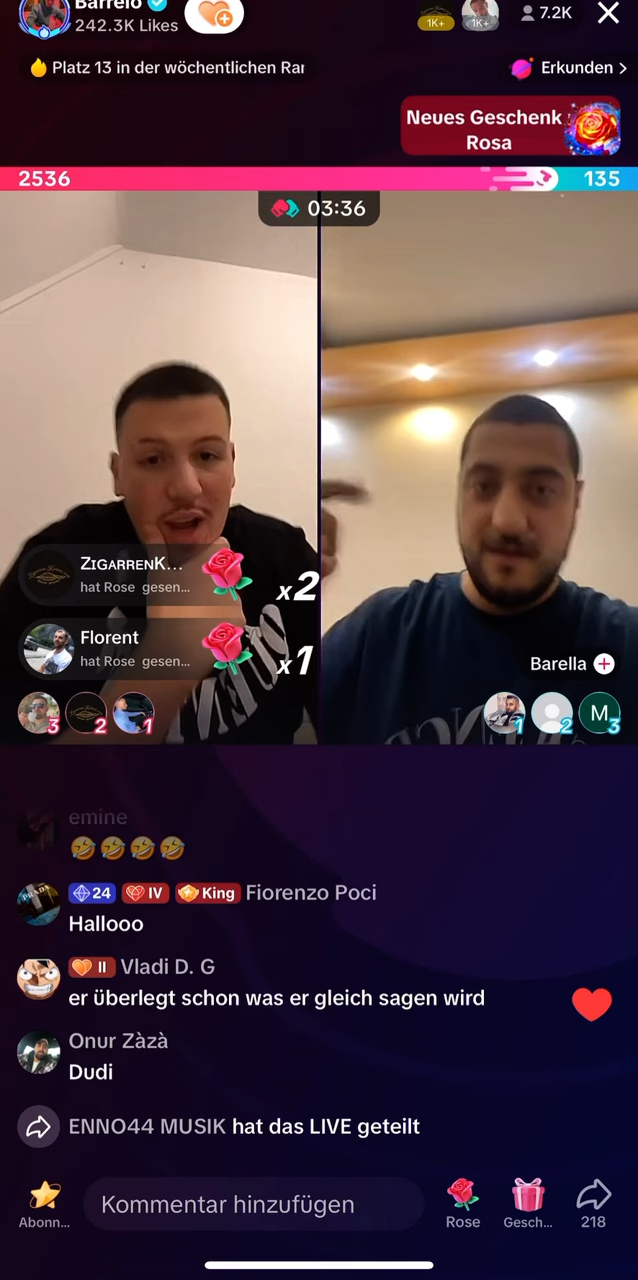 Barrelo
242.3K Likes
1K+
1K+
7.2K
Platz 13 in der wöchentlichen Ran
Erkunden >
Neues Geschenk
Rosa
2536
135
03:36
ZIGARRENK...
hat Rose gesen...
x2
Florent
hat Rose gesen...
x1
Barella
3
2
1
1
2
M
3
emine
🤣🤣🤣🤣
24
IV
King
Fiorenzo Poci
Hallooo
II
Vladi D. G
er überlegt schon was er gleich sagen wird
Onur Zàzà
Dudi
ENNO44 MUSIK hat das LIVE geteilt
Abonn...
Kommentar hinzufügen
Rose
Gesch...
218